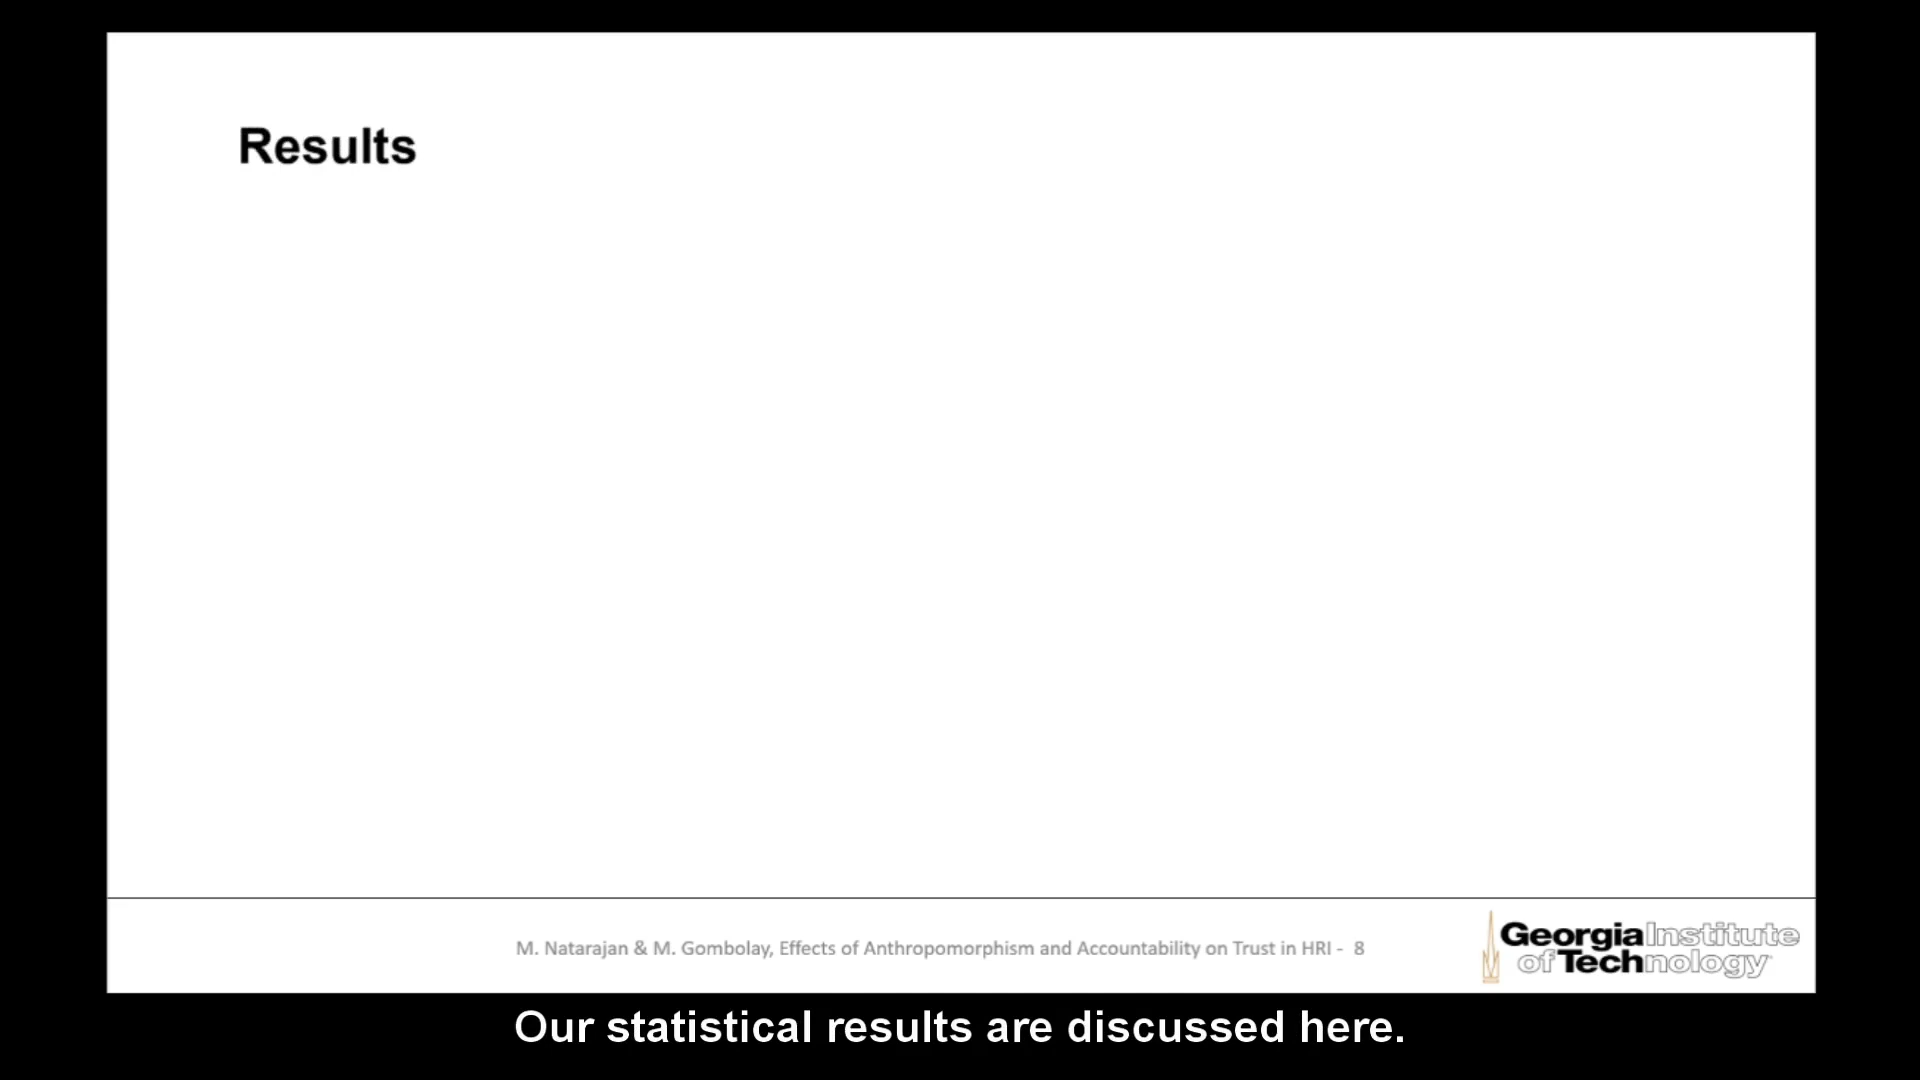 Results
M. Natarajan & M. Gombolay, Effects of Anthropomorphism and Accountability on Trust in HRI - 8
Georgia Institute
of Technology
Our statistical results are discussed here.